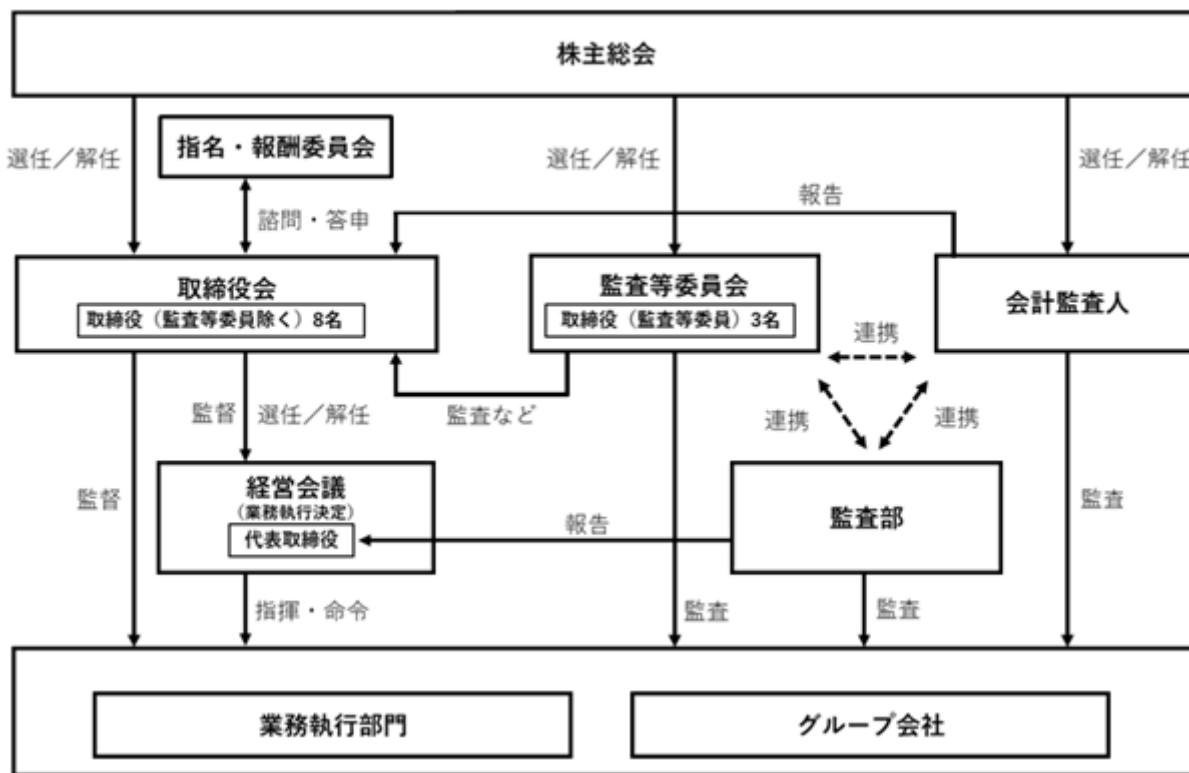 株主総会
選任／解任
指名・報酬委員会
選任／解任
選任／解任
報告
諮問・答申
取締役会
取締役（監査等委員除く）8名
監査等委員会
取締役（監査等委員）3名
会計監査人
連携
監督
選任／解任
監査など
連携
連携
監督
経営会議
（業務執行決定）
代表取締役
報告
監査部
監査
指揮・命令
監査
監査
業務執行部門
グループ会社